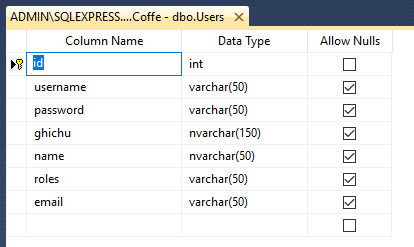 ADMIN\SQLEXPRESS....Coffe - dbo.Users
Column Name Data Type Allow Nulls
id int
username varchar(50)
password varchar(50)
ghichu nvarchar(150)
name nvarchar(50)
roles varchar(50)
email varchar(50)